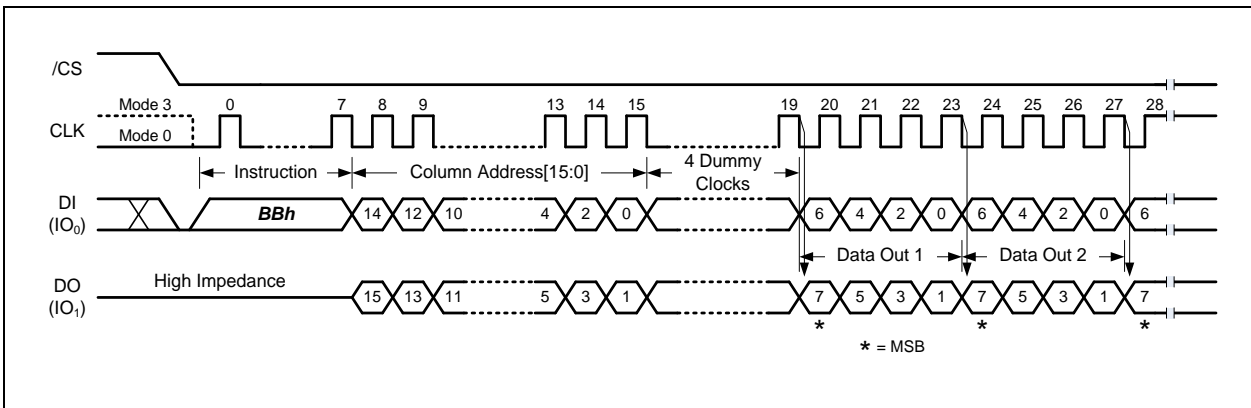 /CS
Mode 3 0 7 8 9 13 14 15 19 20 21 22 23 24 25 26 27 28
CLK
Mode 0
Instruction Column Address[15:0] 4 Dummy
Clocks
DI
(IO0)
BBh 14 12 10 4 2 0 6 4 2 0 6 4 2 0 6
Data Out 1 Data Out 2
High Impedance
DO
(IO1)
15 13 11 5 3 1 7 5 3 1 7 5 3 1 7
* * *
* = MSB